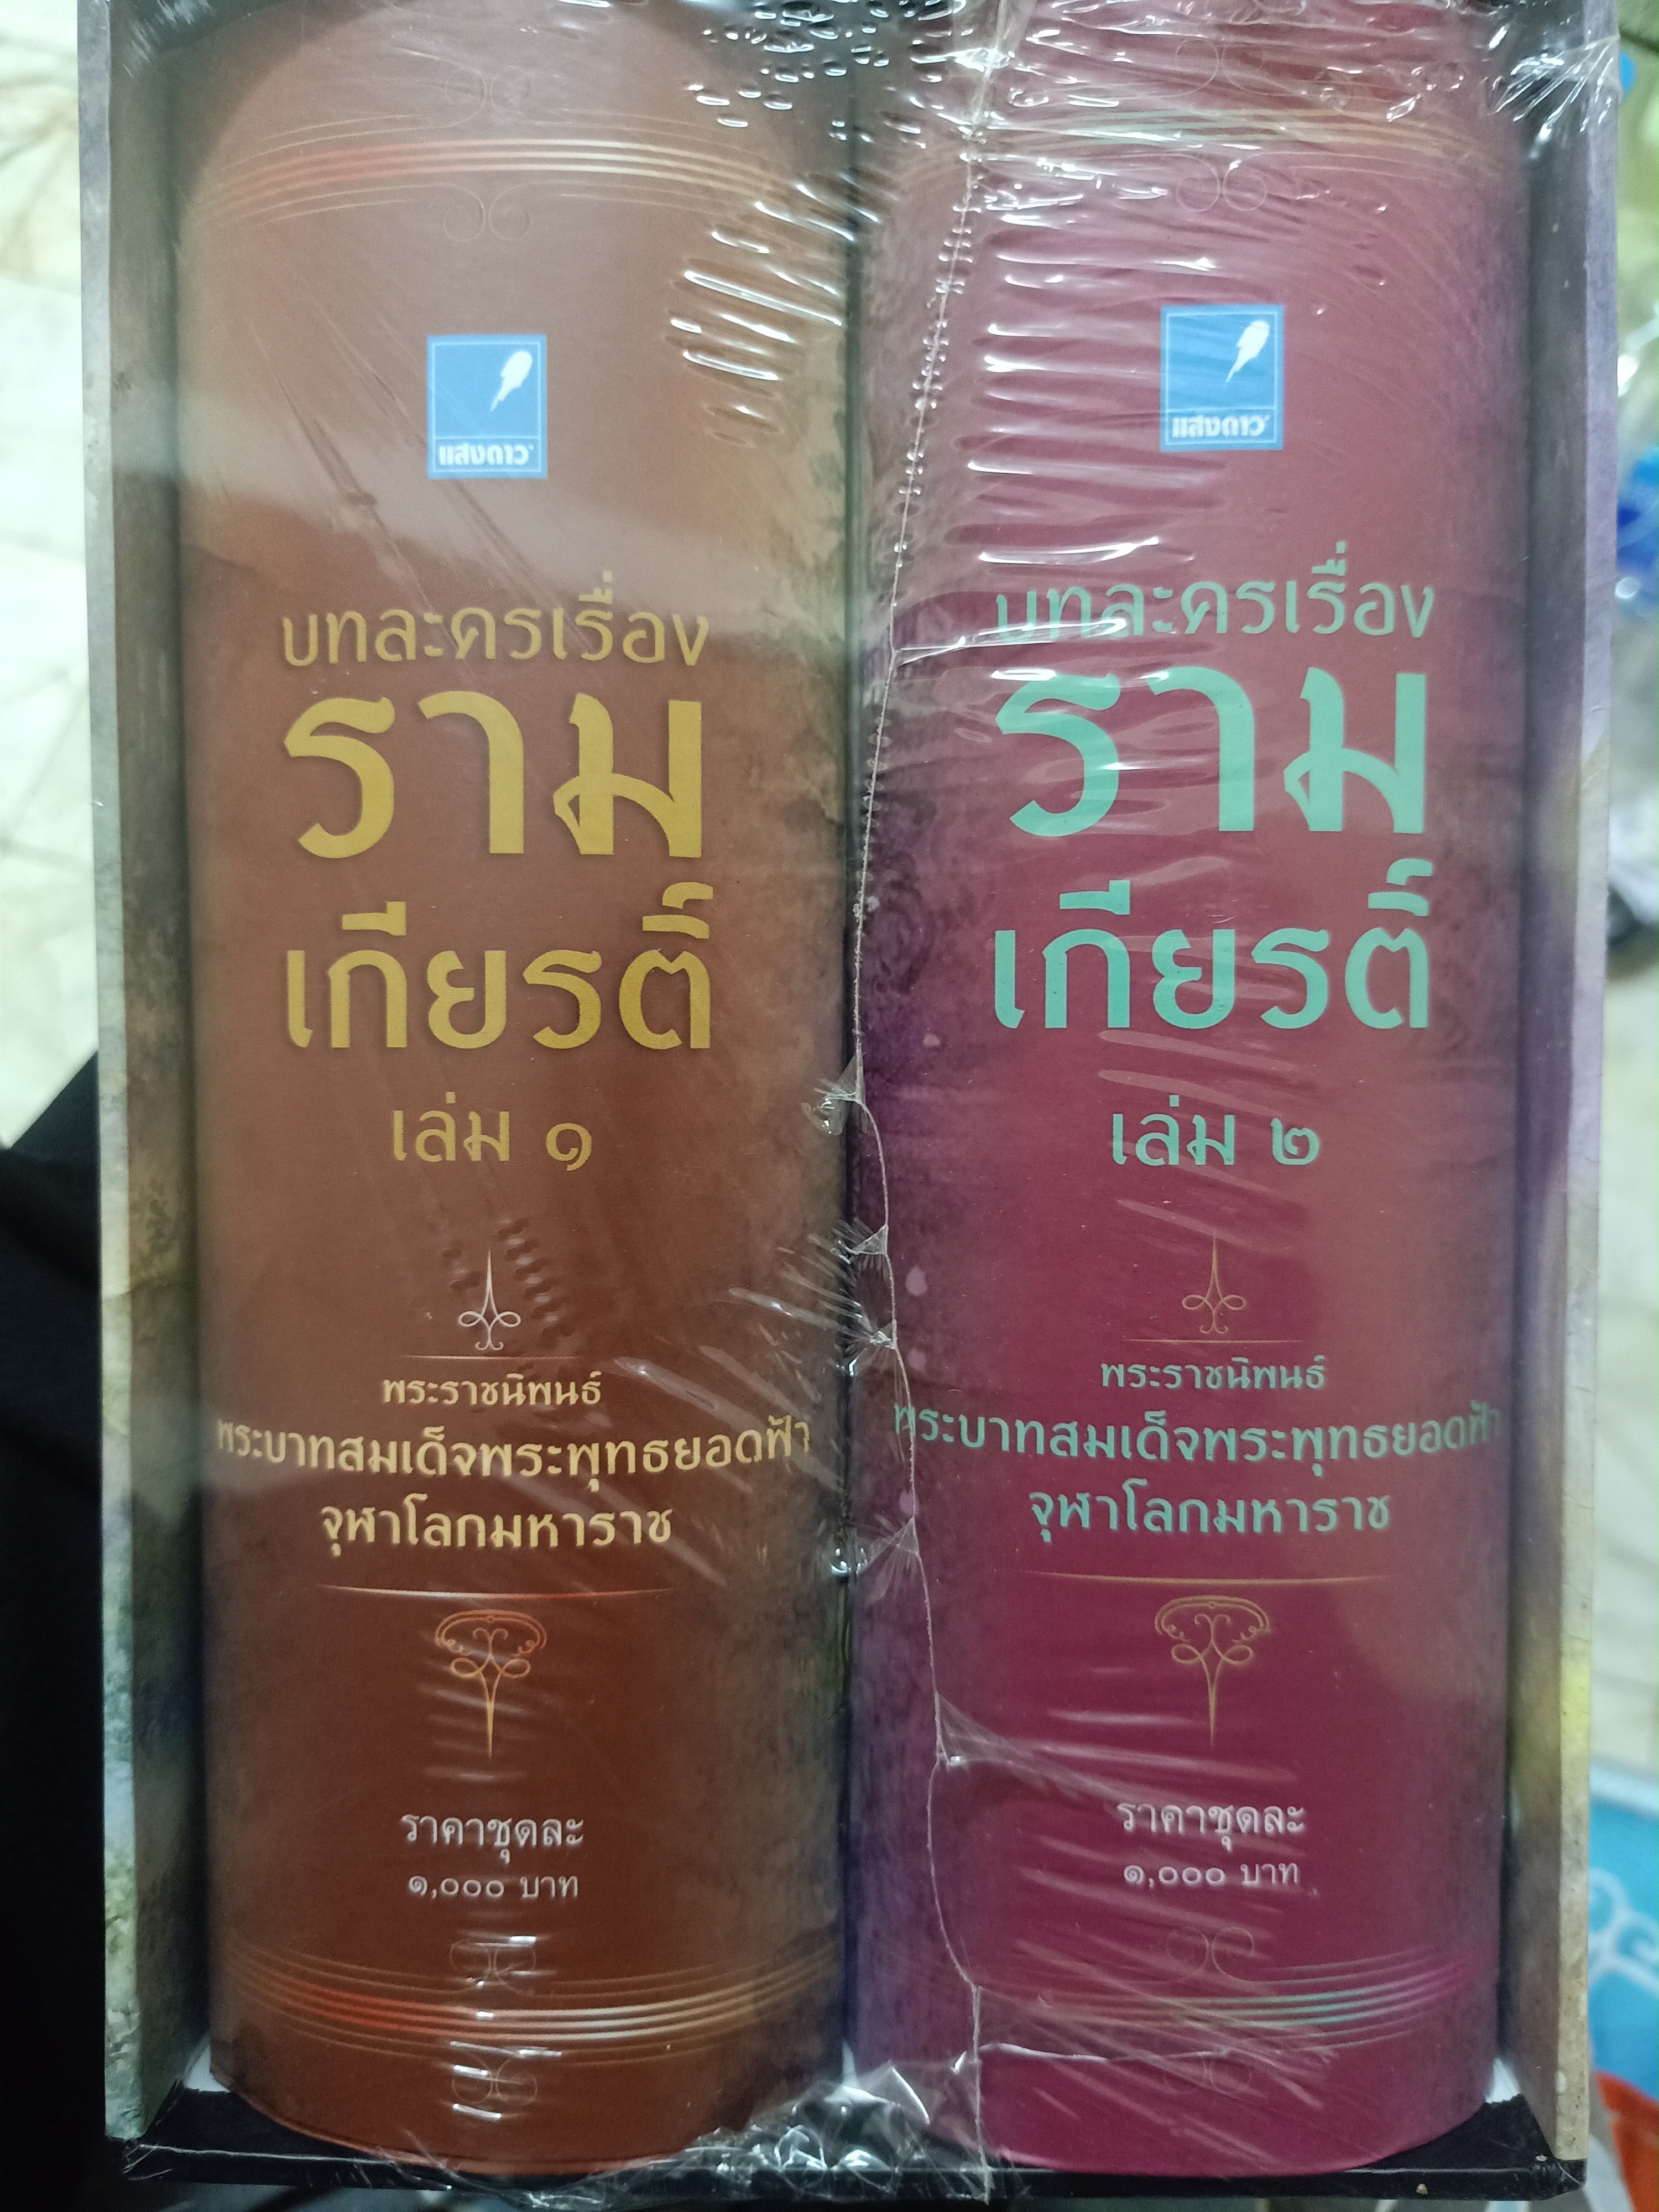 แสงดาว
บทละครเรื่อง
ราม
เกียรติ์
เล่ม ๑
พระราชนิพนธ์
พระบาทสมเด็จพระพุทธยอดฟ้า
จุฬาโลกมหาราช
ราคาชุดละ
๑,๐๐๐ บาท
แสงดาว
บทละครเรื่อง
ราม
เกียรติ์
เล่ม ๒
พระราชนิพนธ์
พระบาทสมเด็จพระพุทธยอดฟ้า
จุฬาโลกมหาราช
ราคาชุดละ
๑,๐๐๐ บาท